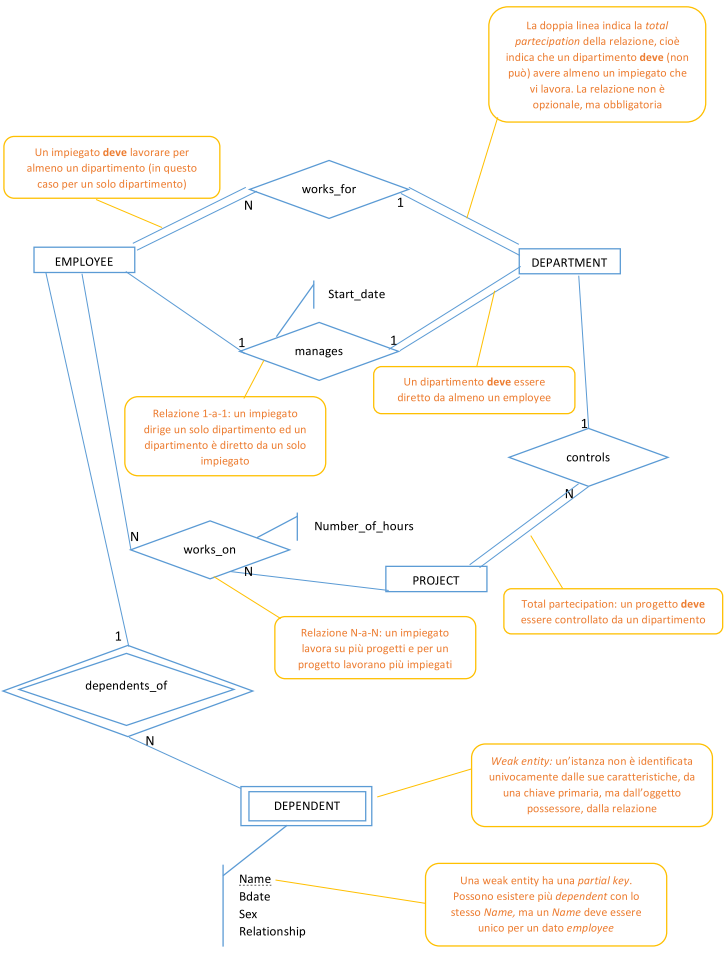 La doppia linea indica la total
partecipation della relazione, cioè
indica che un dipartimento deve (non
può) avere almeno un impiegato che
vi lavora. La relazione non è
opzionale, ma obbligatoria
Un impiegato deve lavorare per
almeno un dipartimento (in questo
caso per un solo dipartimento)
works_for
N
1
EMPLOYEE
DEPARTMENT
Start_date
1
1
manages
Un dipartimento deve essere
diretto da almeno un employee
Relazione 1-a-1: un impiegato
dirige un solo dipartimento ed un
dipartimento è diretto da un solo
impiegato
1
controls
N
Number_of_hours
N
works_on
N
PROJECT
Total partecipation: un progetto deve
essere controllato da un dipartimento
Relazione N-a-N: un impiegato
lavora su più progetti e per un
progetto lavorano più impiegati
1
dependents_of
N
Weak entity: un’istanza non è identificata
univocamente dalle sue caratteristiche, da
una chiave primaria, ma dall’oggetto
possessore, dalla relazione
DEPENDENT
Name
Bdate
Sex
Relationship
Una weak entity ha una partial key.
Possono esistere più dependent con lo
stesso Name, ma un Name deve essere
unico per un dato employee